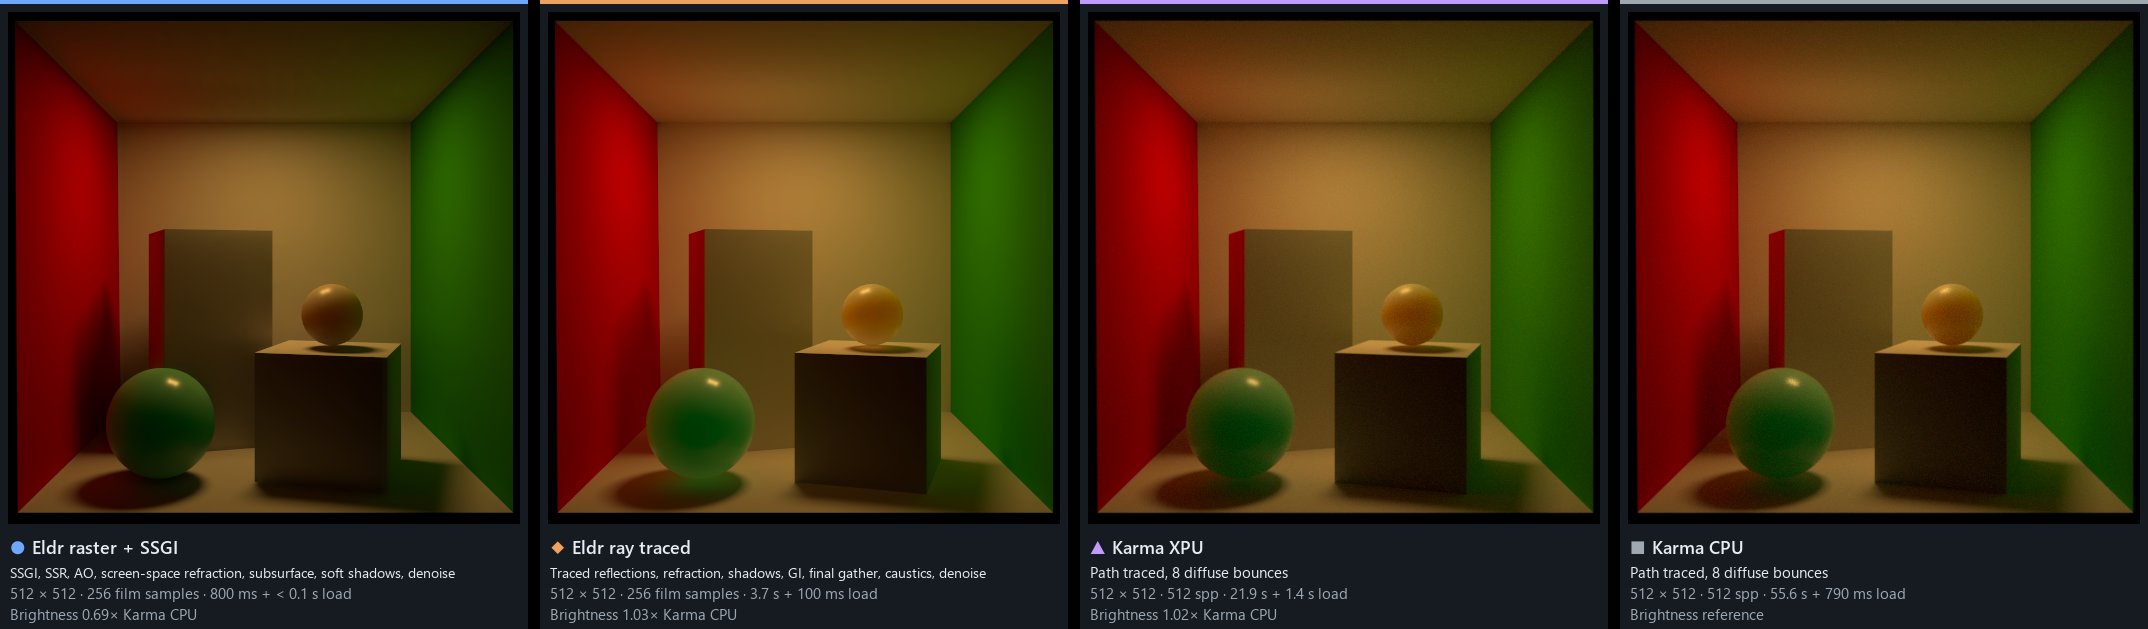 Eldr raster + SSGI
SSGI, SSR, AO, screen-space refraction, subsurface, soft shadows, denoise
512 × 512 · 256 film samples · 800 ms + < 0.1 s load
Brightness 0.69× Karma CPU
Eldr ray traced
Traced reflections, refraction, shadows, GI, final gather, caustics, denoise
512 × 512 · 256 film samples · 3.7 s + 100 ms load
Brightness 1.03× Karma CPU
Karma XPU
Path traced, 8 diffuse bounces
512 × 512 · 512 spp · 21.9 s + 1.4 s load
Brightness 1.02× Karma CPU
Karma CPU
Path traced, 8 diffuse bounces
512 × 512 · 512 spp · 55.6 s + 790 ms load
Brightness reference